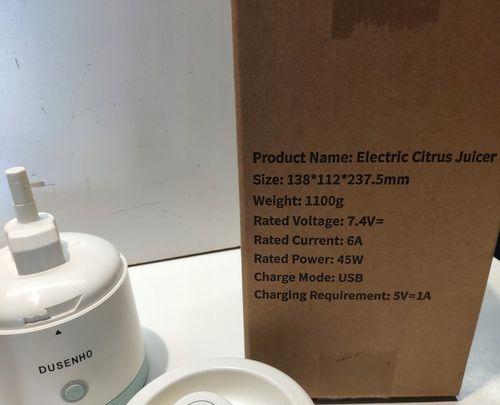 Product Name: Electric Citrus Juicer
Size: 138*112*237.5mm
Weight: 1100g
Rated Voltage: 7.4V=
Rated Current: 6A
Rated Power: 45W
Charge Mode: USB
Charging Requirement: 5V=1A
DUSENHO